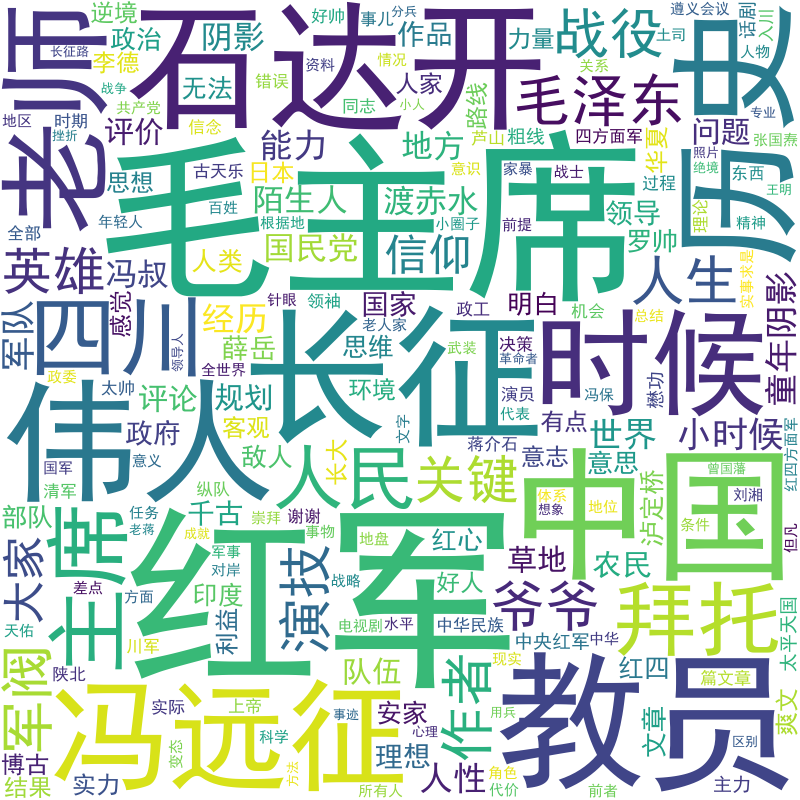 逆境
好帅
事儿
分兵
遵义会议
话剧
入川
长征路
政治
阴影
作品
力量
土司
人物
李德
石达开
战役
历史
老师
战争
无法
错误
资料
情况
人家
路线
关系
毛泽东
专业
共产党
同志
小人
地区
时期
挫折
评价
信念
能力
地方
芦山
粗线
四方面军
华夏
问题
张国焘
照片
绝境
东西
王明
思想
古天乐
日本
陌生人
渡赤水
意识
家暴
战士
过程
领导
理论
精神
年轻人
百姓
根据地
小圈子
前提
罗帅
全部
毛主席
国民党
信仰
实事求是
英雄
冯叔
人类
人生
童年阴影
军队
感觉
针眼
领袖
国家
政工
明白
机会
总结
四川
经历
老人家
领导人
薛岳
思维
武装
决策
革命者
时候
政委
太帅
全世界
长征
演员
代表
冯保
懋功
伟人
评论
规划
环境
文字
蒋介石
有点
世界
小时候
政府
客观
敌人
长大
人民
关键
意志
意思
中国
红四方面军
国军
意义
清军
纵队
千古
崇拜
谢谢
事物
地盘
体系
想象
地位
泸定桥
曾国藩
刘湘
条件
但凡
部队
任务
老蒋
成就
主席
红军
军事
对岸
战略
红心
草地
农民
大家
差点
方面
印度
利益
演技
好人
爷爷
拜托
天佑
川军
电视剧
水平
中华民族
中央红军
中华
太平天国
军阀
陕北
冯远征
队伍
作者
现实
教员
红四
篇文章
爽文
实际
上帝
事迹
安家
用兵
文章
区别
博古
变态
科学
心理
理想
结果
实力
方法
所有人
人性
角色
代价
前者
主力